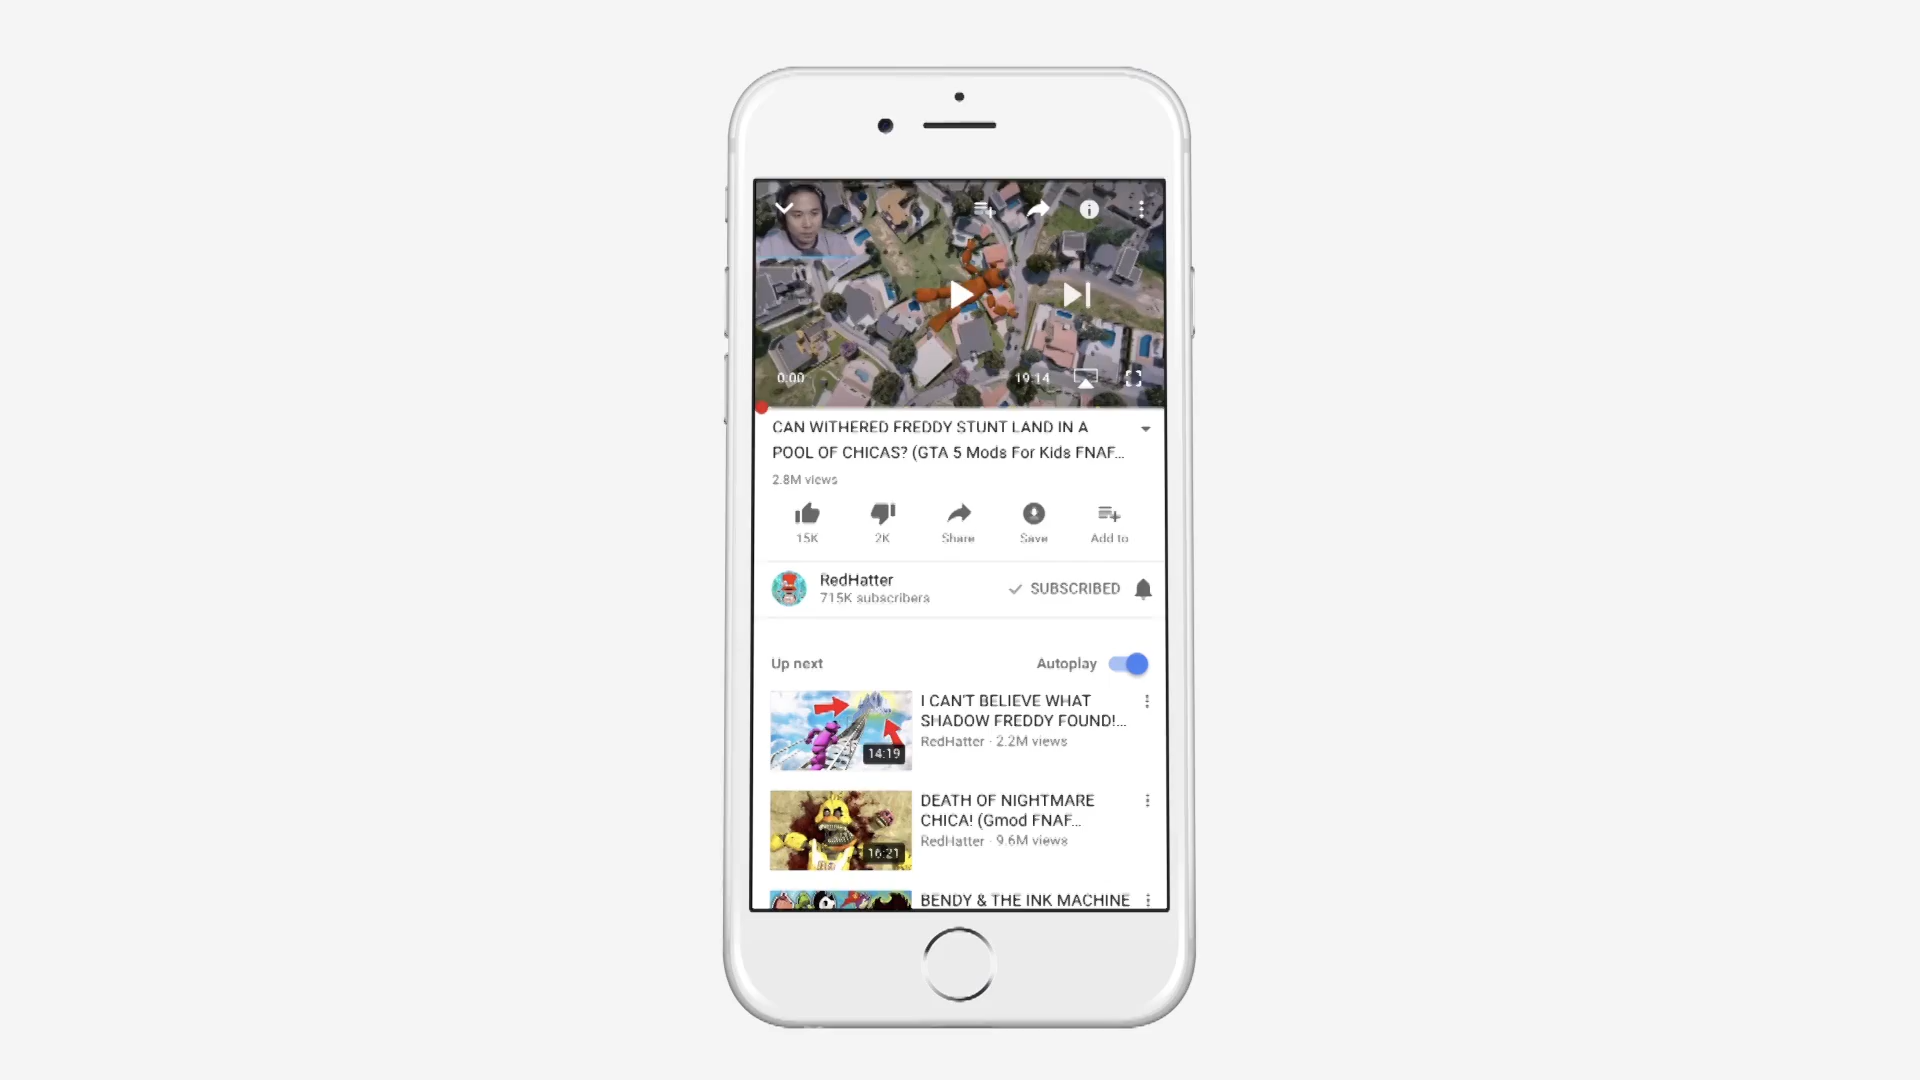 0:00
19:14
CAN WITHERED FREDDY STUNT LAND IN A
POOL OF CHICAS? (GTA 5 Mods For Kids FNAF...
2.8M views
15K
2K
Share
Save
Add to
RedHatter
715K subscribers
SUBSCRIBED
Up next
Autoplay
14:19
I CAN'T BELIEVE WHAT
SHADOW FREDDY FOUND!...
RedHatter · 2.2M views
16:21
DEATH OF NIGHTMARE
CHICA! (Gmod FNAF...
RedHatter · 9.6M views
BENDY & THE INK MACHINE